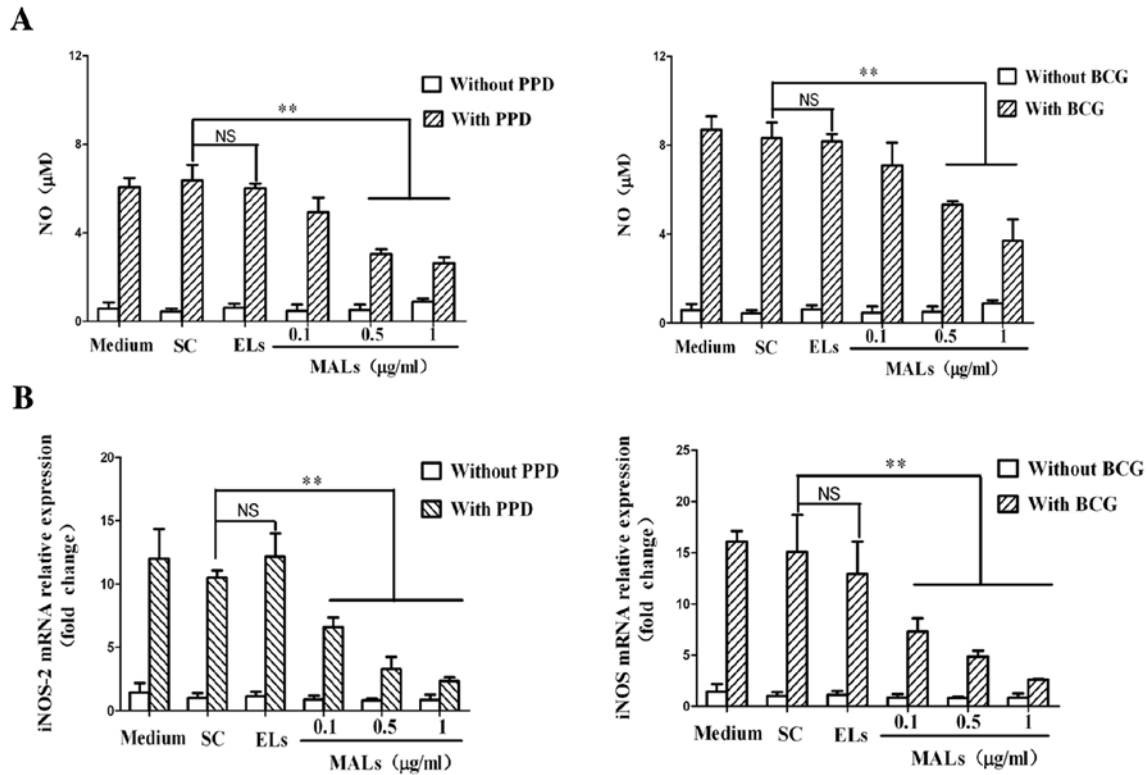 A
12
8
4
0
NO (μM)
Without PPD
With PPD
**
NS
Medium SC ELs 0.1 0.5 1
MALs (μg/ml)
12
8
4
0
NO (μM)
Without BCG
With BCG
**
NS
Medium SC ELs 0.1 0.5 1
MALs (μg/ml)
B
20
15
10
5
0
iNOS-2 mRNA relative expression
(fold change)
Without PPD
With PPD
**
NS
Medium SC ELs 0.1 0.5 1
MALs (μg/ml)
25
20
15
10
5
0
iNOS mRNA relative expression
(fold change)
Without BCG
With BCG
**
NS
Medium SC ELs 0.1 0.5 1
MALs (μg/ml)